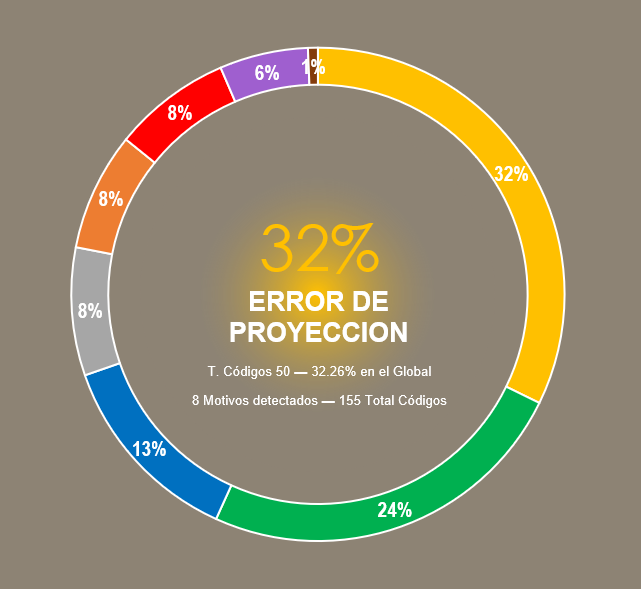 6%
1%
8%
32%
8%
32%
ERROR DE
PROYECCION
8%
T. Códigos 50 — 32.26% en el Global
8 Motivos detectados — 155 Total Códigos
13%
24%